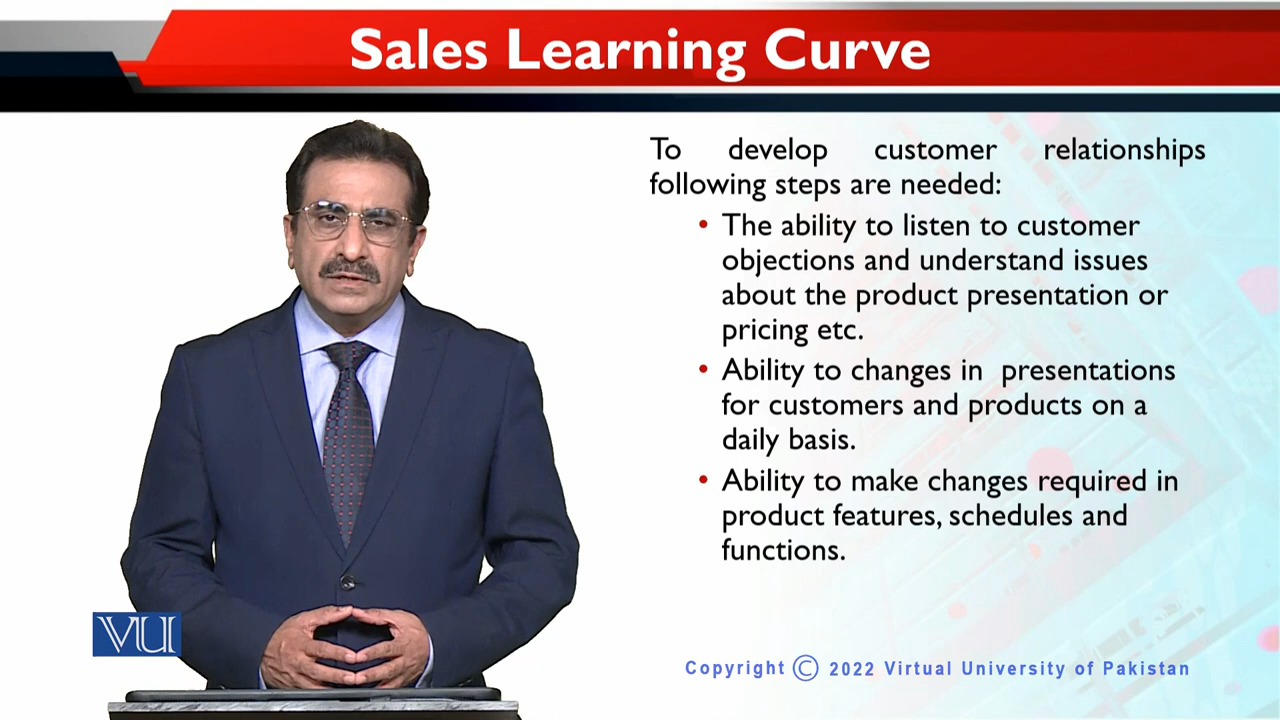 Sales Learning Curve
To develop customer relationships
following steps are needed:
• The ability to listen to customer
objections and understand issues
about the product presentation or
pricing etc.
• Ability to changes in presentations
for customers and products on a
daily basis.
• Ability to make changes required in
product features, schedules and
functions.
VU
Copyright © 2022 Virtual University of Pakistan